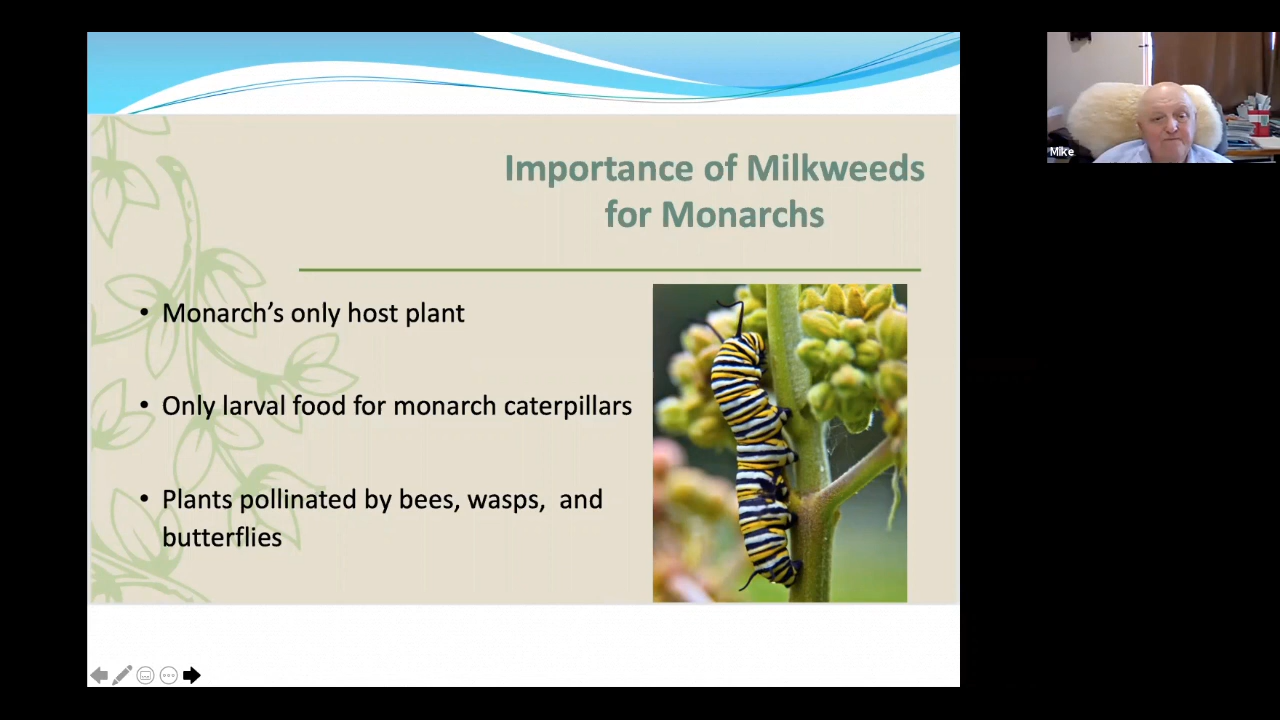 Importance of Milkweeds
for Monarchs
• Monarch's only host plant
• Only larval food for monarch caterpillars
• Plants pollinated by bees, wasps,  and
butterflies
Mike